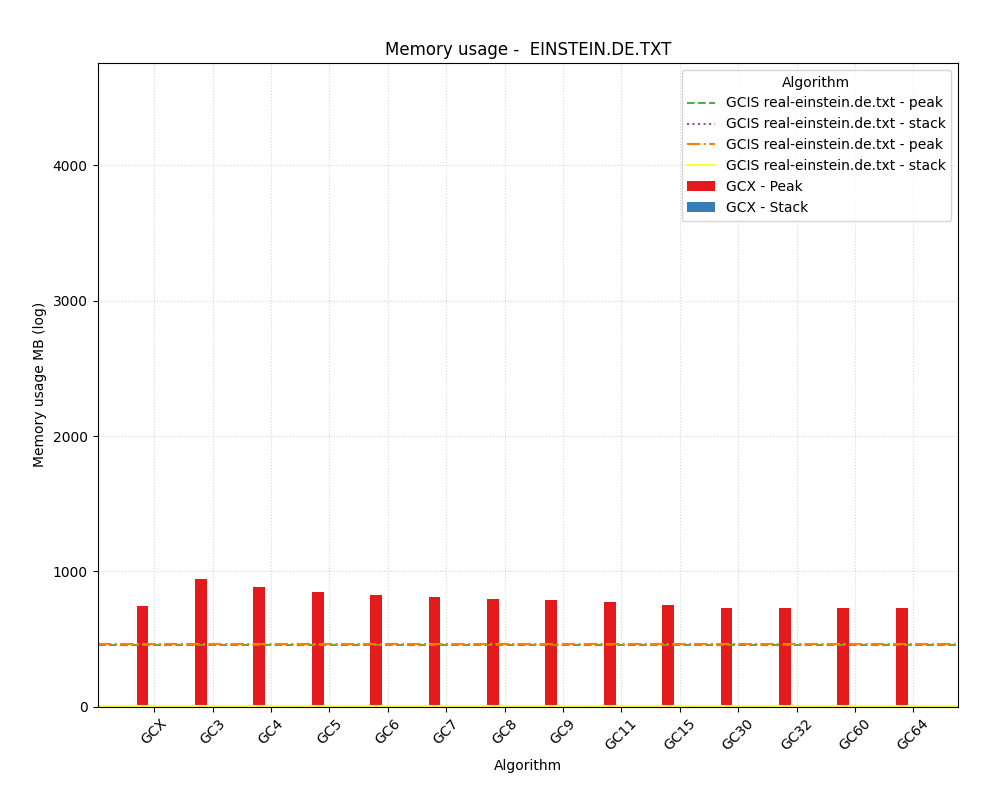 Memory usage -  EINSTEIN.DE.TXT
Algorithm
GCIS real-einstein.de.txt - peak
GCIS real-einstein.de.txt - stack
GCIS real-einstein.de.txt - peak
GCIS real-einstein.de.txt - stack
GCX - Peak
GCX - Stack
Memory usage MB (log)
4000
3000
2000
1000
0
GCX
GC3
GC4
GC5
GC6
GC7
GC8
GC9
GC11
GC15
GC30
GC32
GC60
GC64
Algorithm